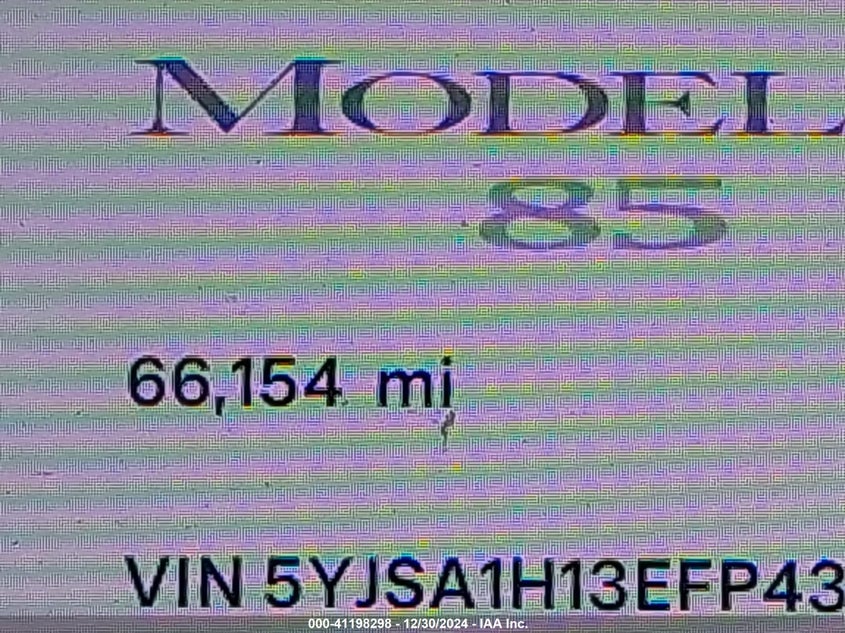 MODEL
85
66,154 mi
VIN 5YJSA1H13EFP43
000-41198298 - 12/30/2024 - IAA Inc.